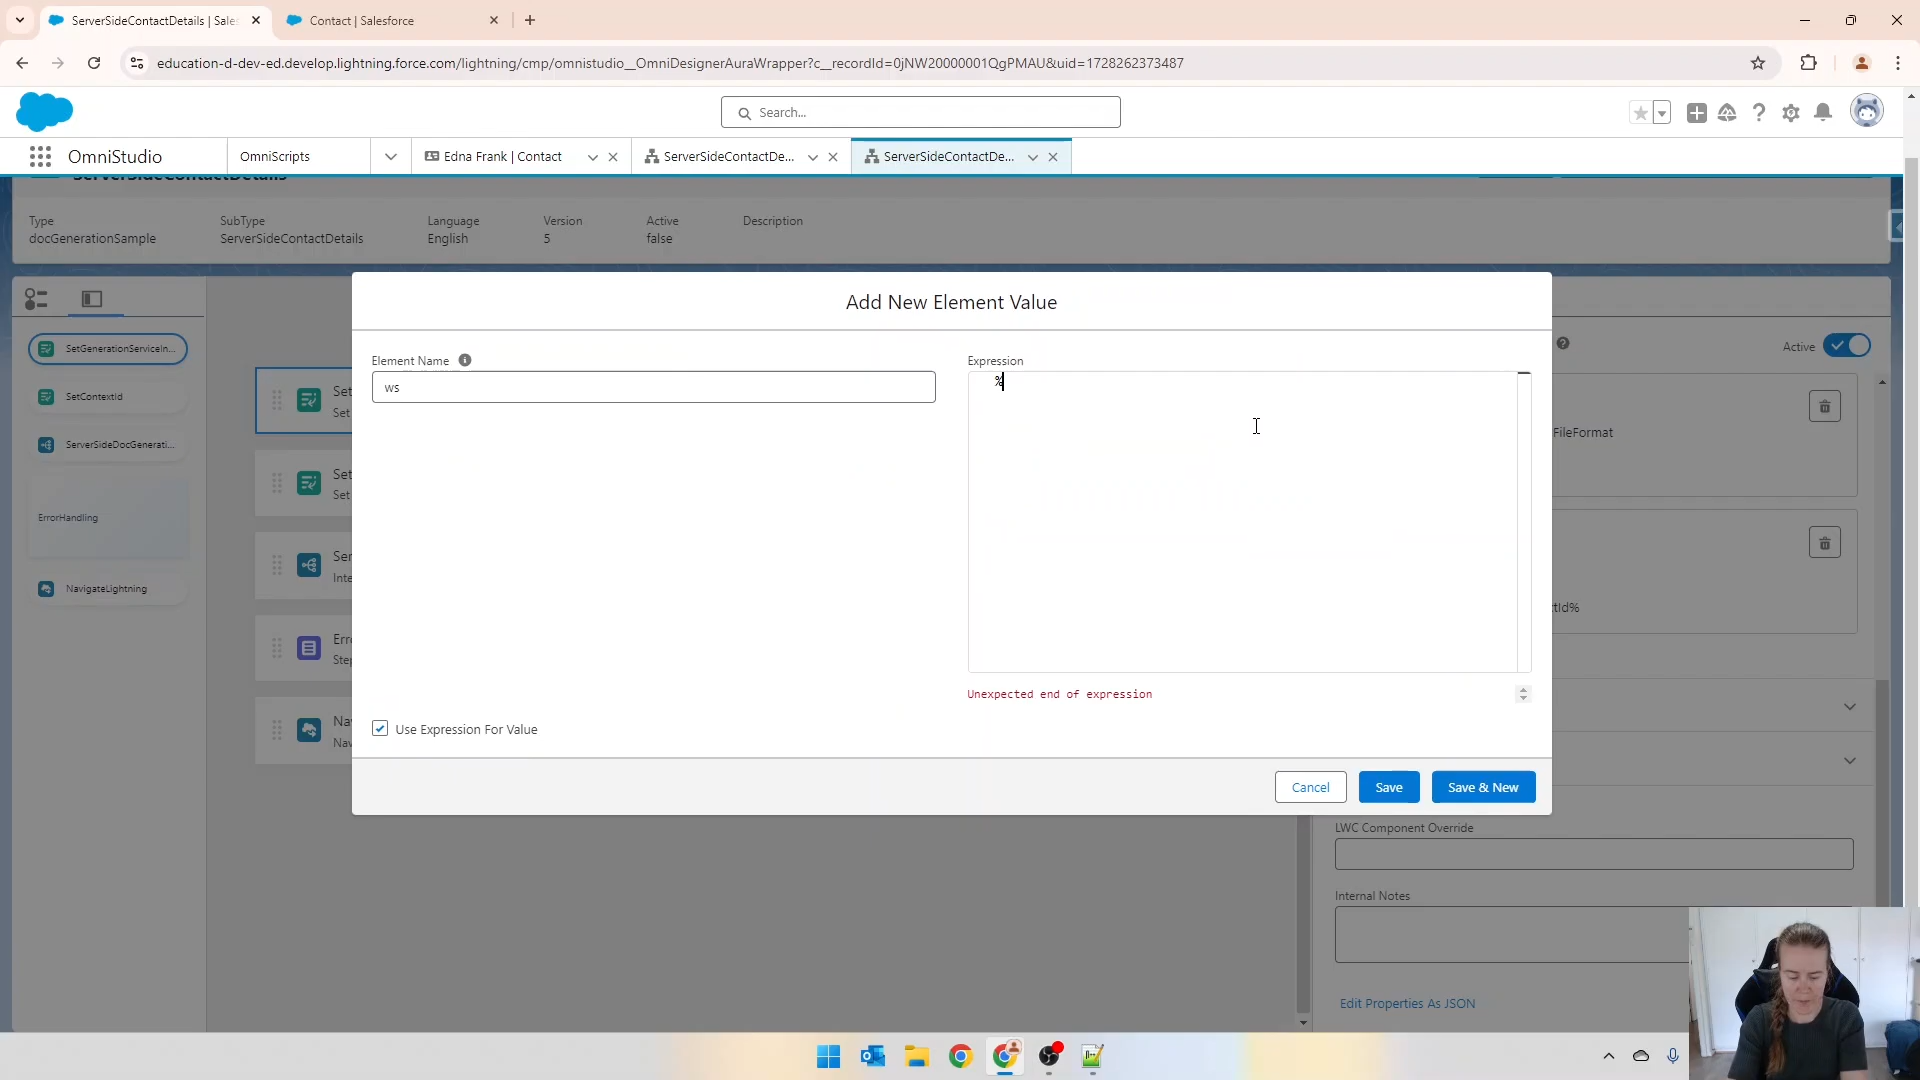 ServerSideContactDetails | Sale
Contact | Salesforce
education-d-dev-ed.develop.lightning.force.com/lightning/cmp/omnistudio__OmniDesignerAuraWrapper?c__recordId=0jNW20000001QgPMAU&uid=1728262373487
Search...
OmniStudio
OmniScripts
Edna Frank | Contact
ServerSideContactDe...
ServerSideContactDe...
ServerSideContactDetails
Type
docGenerationSample
SubType
ServerSideContactDetails
Language
English
Version
5
Active
false
Description
Add New Element Value
SetGenerationServiceIn...
SetContextId
ServerSideDocGenerati...
ErrorHandling
NavigateLightning
Set
Set
Set
Set
Ser
Inte
Err
Step
Na
Nav
Element Name
ws
Expression
%
Unexpected end of expression
Use Expression For Value
Cancel
Save
Save & New
Active
FileFormat
tId%
LWC Component Override
Internal Notes
Edit Properties As JSON